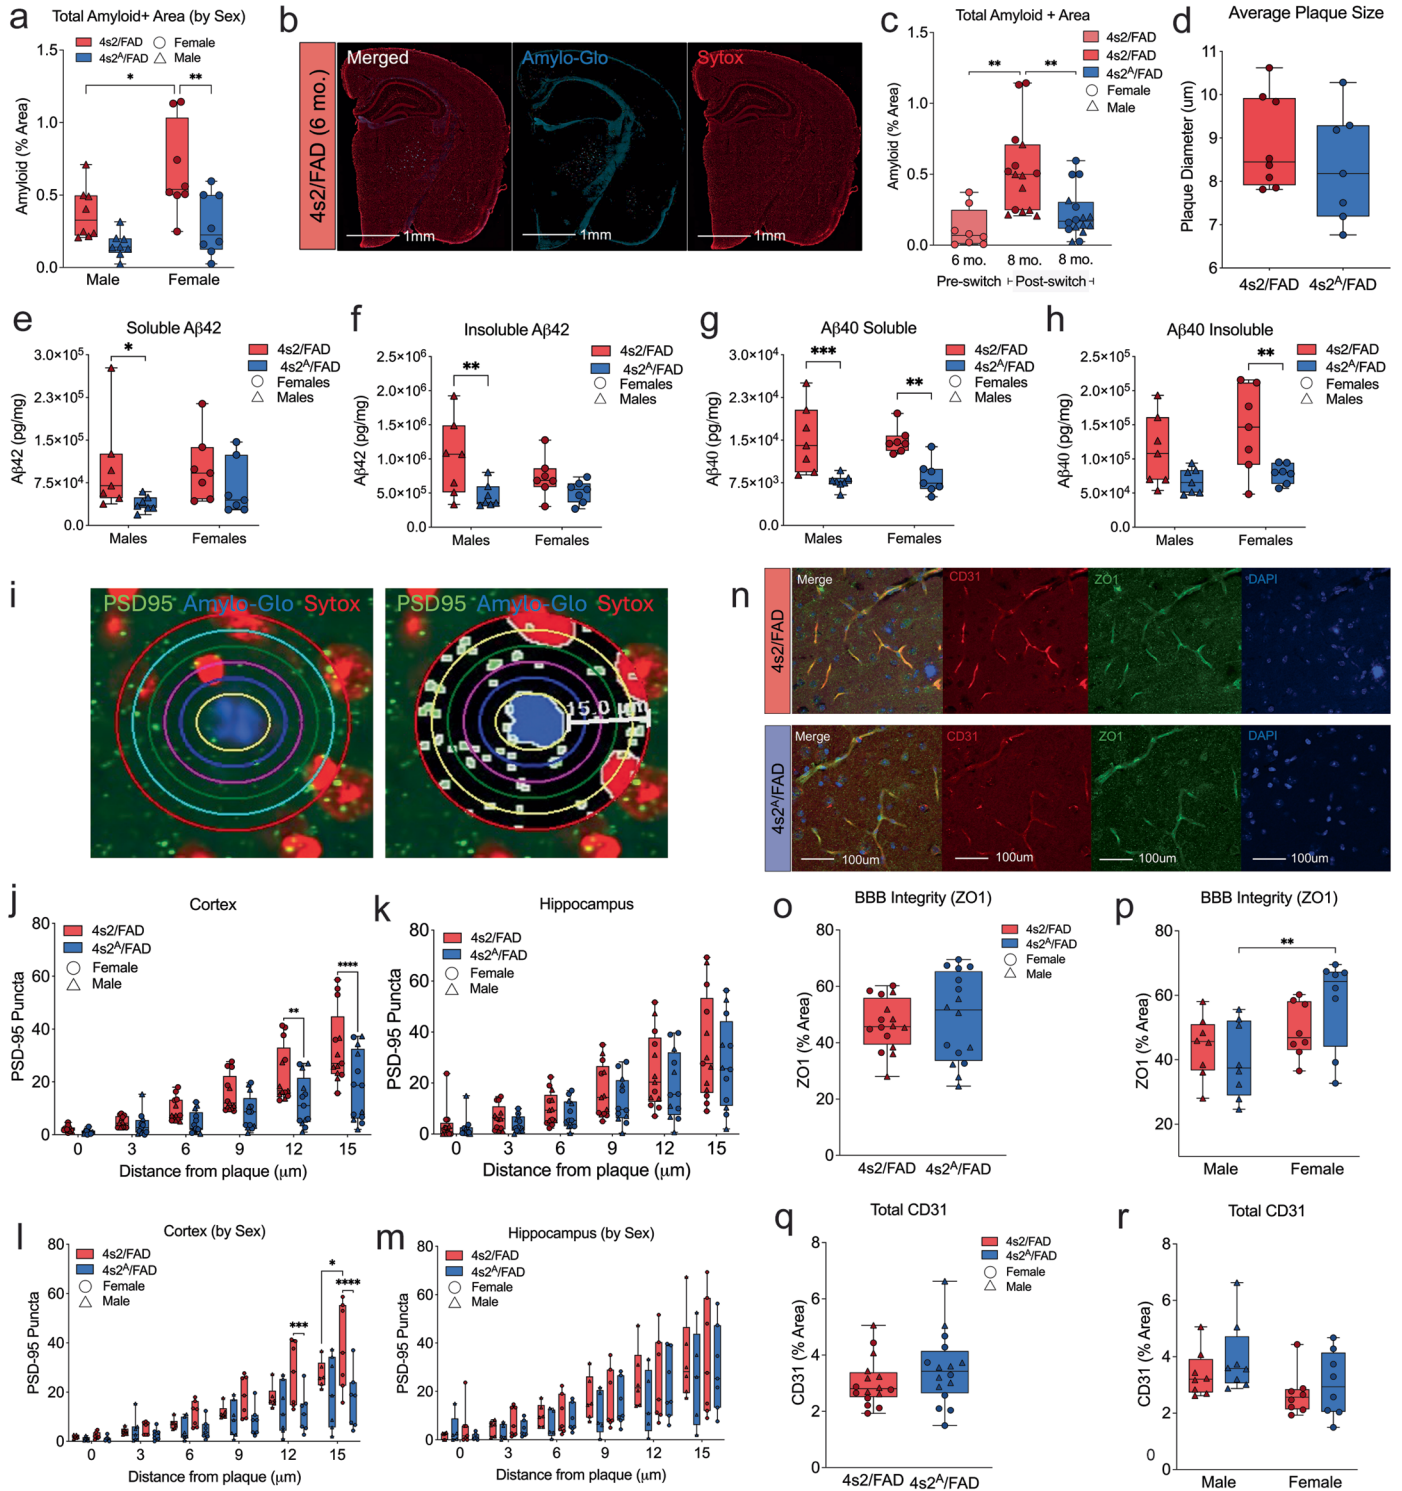 a
Total Amyloid+ Area (by Sex)
4s2/FAD
4s2ᴬ/FAD
Female
Male
Amyloid (% Area)
1.5
1.0
0.5
0.0
*
**
Male
Female
b
4s2/FAD (6 mo.)
Merged
Amylo-Glo
Sytox
1mm
1mm
1mm
c
Total Amyloid + Area
4s2/FAD
4s2/FAD
4s2ᴬ/FAD
Female
Male
Amyloid (% Area)
1.5
1.0
0.5
0.0
**
**
6 mo.
8 mo.
8 mo.
Pre-switch
Post-switch
d
Average Plaque Size
Plaque Diameter (um)
11
10
9
8
7
6
4s2/FAD
4s2ᴬ/FAD
e
Soluble Aβ42
4s2/FAD
4s2ᴬ/FAD
Females
Males
Aβ42 (pg/mg)
3.0×10⁵
2.3×10⁵
1.5×10⁵
7.5×10⁴
0.0
*
Males
Females
f
Insoluble Aβ42
4s2/FAD
4s2ᴬ/FAD
Females
Males
Aβ42 (pg/mg)
2.5×10⁶
2.0×10⁶
1.5×10⁶
1.0×10⁶
5.0×10⁵
0.0
**
Males
Females
g
Aβ40 Soluble
4s2/FAD
4s2ᴬ/FAD
Females
Males
Aβ40 (pg/mg)
3.0×10⁴
2.3×10⁴
1.5×10⁴
7.5×10³
0.0
***
**
Males
Females
h
Aβ40 Insoluble
4s2/FAD
4s2ᴬ/FAD
Females
Males
Aβ40 (pg/mg)
2.5×10⁵
2.0×10⁵
1.5×10⁵
1.0×10⁵
5.0×10⁴
0.0
**
Males
Females
i
PSD95 Amylo-Glo Sytox
PSD95 Amylo-Glo Sytox
15.0 µm
n
4s2/FAD
Merge
CD31
ZO1
DAPI
4s2ᴬ/FAD
Merge
CD31
ZO1
DAPI
100um
100um
100um
100um
j
Cortex
4s2/FAD
4s2ᴬ/FAD
Female
Male
PSD-95 Puncta
80
60
40
20
0
**
****
0 3 6 9 12 15
Distance from plaque (μm)
k
Hippocampus
4s2/FAD
4s2ᴬ/FAD
Female
Male
PSD-95 Puncta
80
60
40
20
0
0 3 6 9 12 15
Distance from plaque (μm)
o
BBB Integrity (ZO1)
4s2/FAD
4s2ᴬ/FAD
Female
Male
ZO1 (% Area)
80
60
40
20
0
4s2/FAD
4s2ᴬ/FAD
p
BBB Integrity (ZO1)
ZO1 (% Area)
80
60
40
20
**
Male
Female
l
Cortex (by Sex)
4s2/FAD
4s2ᴬ/FAD
Female
Male
PSD-95 Puncta
80
60
40
20
0
***
*
****
0 3 6 9 12 15
Distance from plaque (μm)
m
Hippocampus (by Sex)
4s2/FAD
4s2ᴬ/FAD
Female
Male
PSD-95 Puncta
80
60
40
20
0
0 3 6 9 12 15
Distance from plaque (μm)
q
Total CD31
4s2/FAD
4s2ᴬ/FAD
Female
Male
CD31 (% Area)
8
6
4
2
0
4s2/FAD
4s2ᴬ/FAD
r
Total CD31
CD31 (% Area)
8
6
4
2
0
0
Male
Female